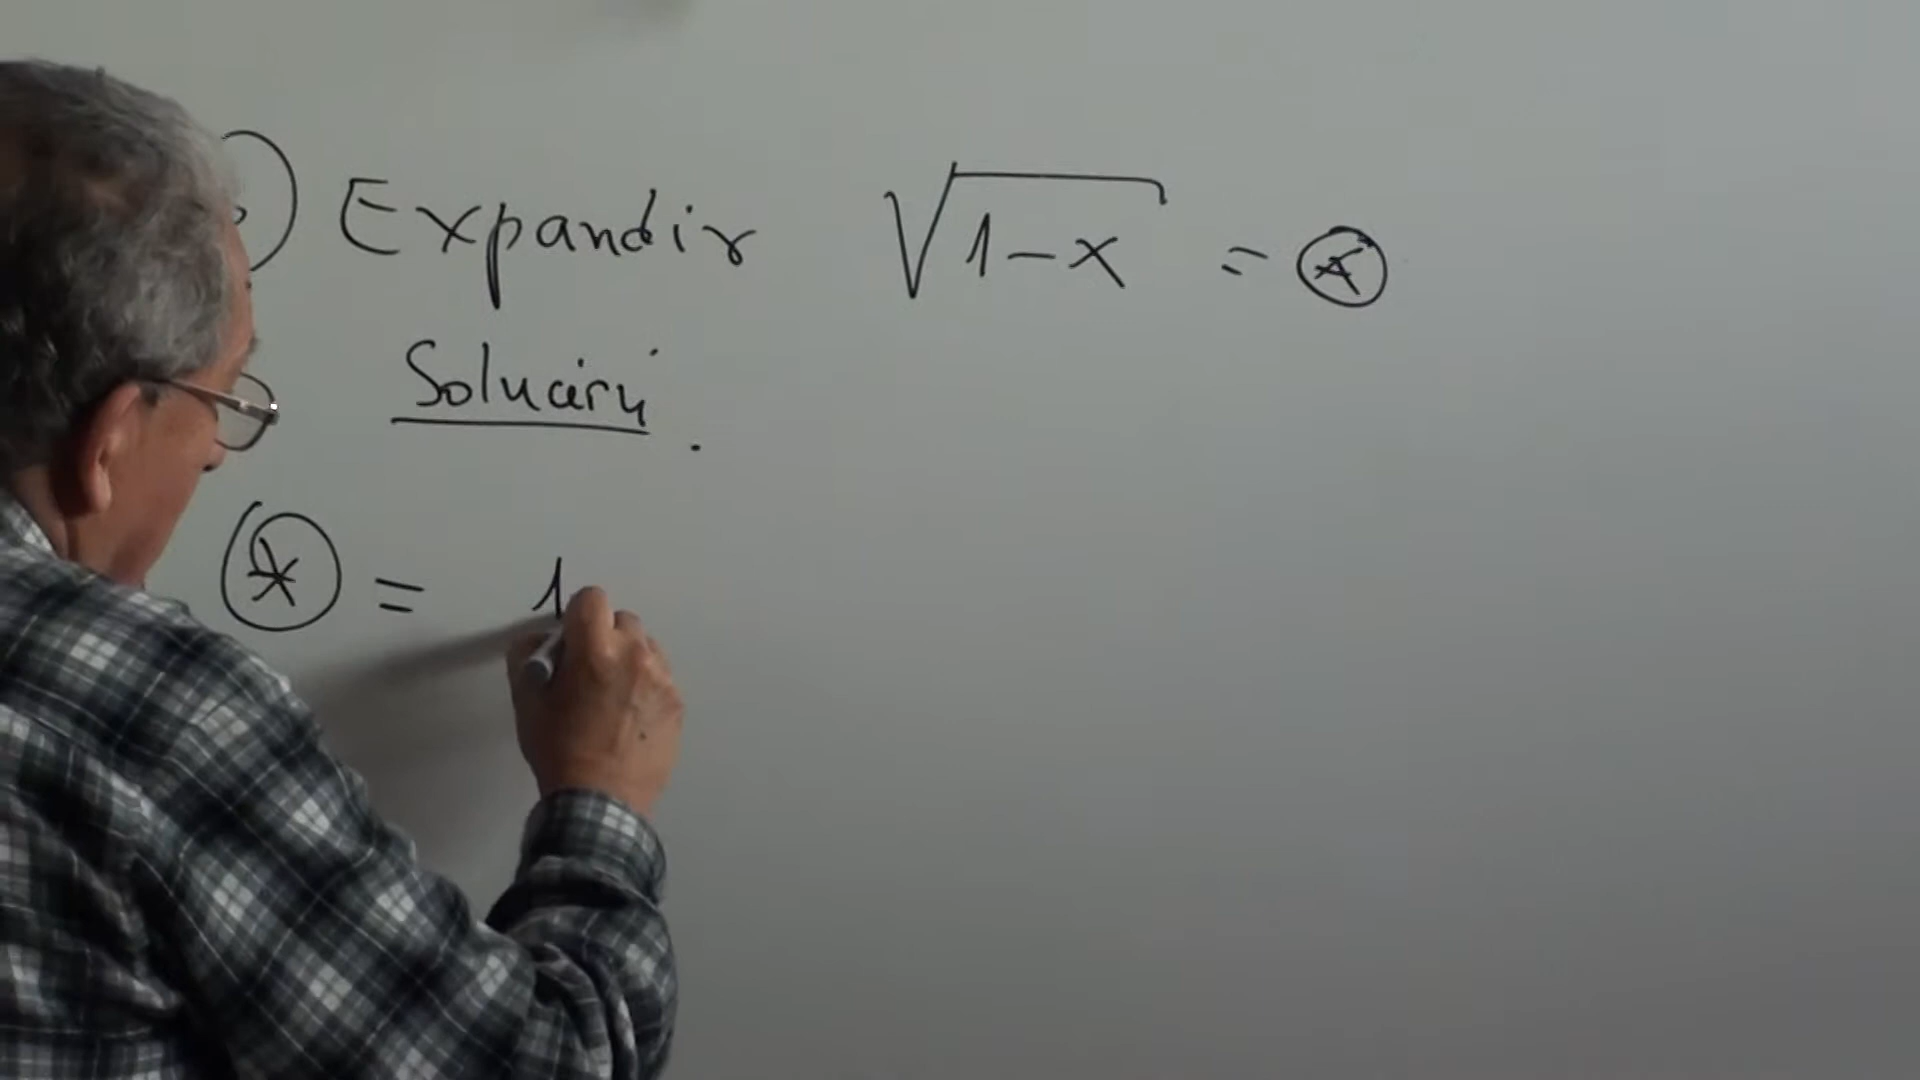 Expandir √1-x = ⊛
Solución.
⊛ = 1